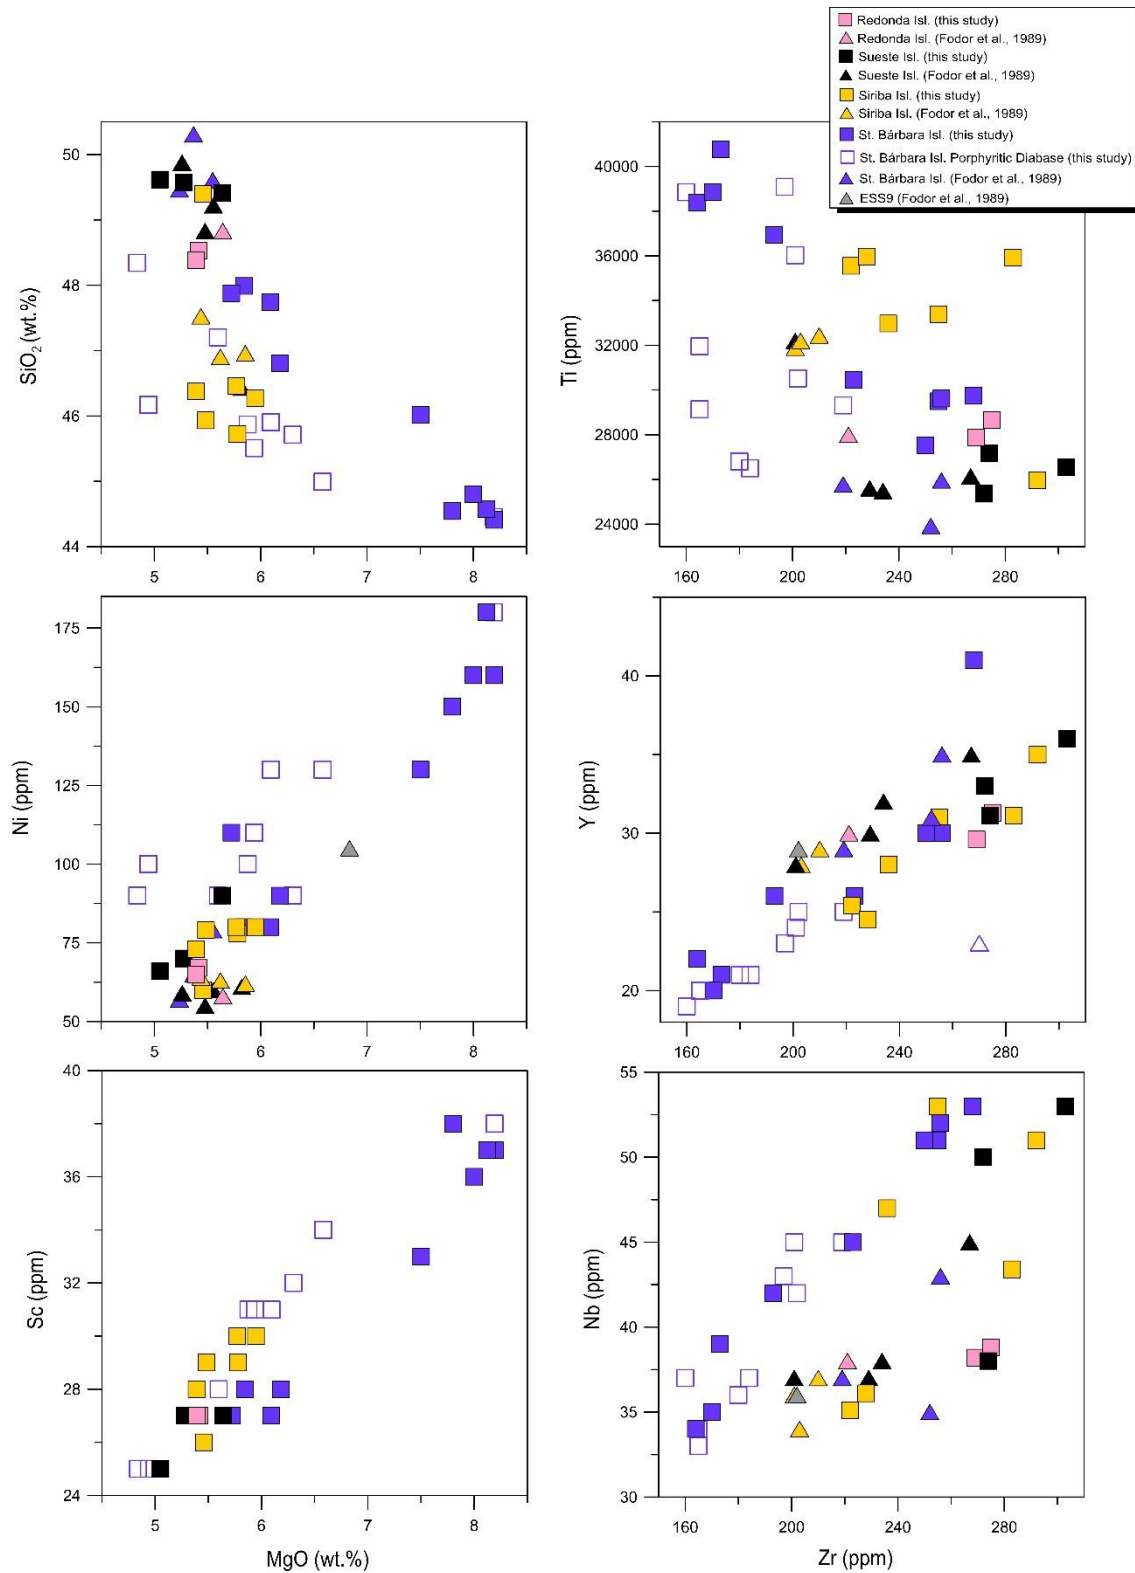 Redonda Isl. (this study)
Redonda Isl. (Fodor et al., 1989)
Sueste Isl. (this study)
Sueste Isl. (Fodor et al., 1989)
Siriba Isl. (this study)
Siriba Isl. (Fodor et al., 1989)
St. Bárbara Isl. (this study)
St. Bárbara Isl. Porphyritic Diabase (this study)
St. Bárbara Isl. (Fodor et al., 1989)
ESS9 (Fodor et al., 1989)
SiO₂ (wt.%)
50
48
46
44
5 6 7 8
Ti (ppm)
40000
36000
32000
28000
24000
160 200 240 280
Ni (ppm)
175
150
125
100
75
50
5 6 7 8
Y (ppm)
40
30
20
160 200 240 280
Sc (ppm)
40
36
32
28
24
5 6 7 8
MgO (wt.%)
Nb (ppm)
55
50
45
40
35
30
160 200 240 280
Zr (ppm)